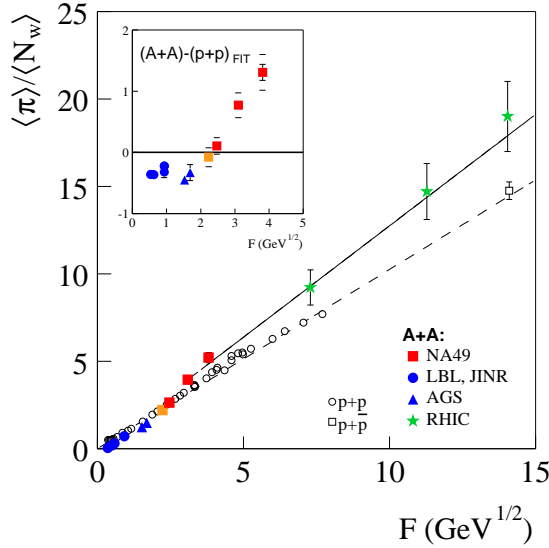 ⟨π⟩/⟨N_w⟩
25
20
15
10
5
0
2
1
0
-1
(A+A)-(p+p) FIT
0 1 2 3 4 5
F (GeV^{1/2})
A+A:
NA49
LBL, JINR
AGS
RHIC
p+p
p+p̅
0 5 10 15
F (GeV^{1/2})